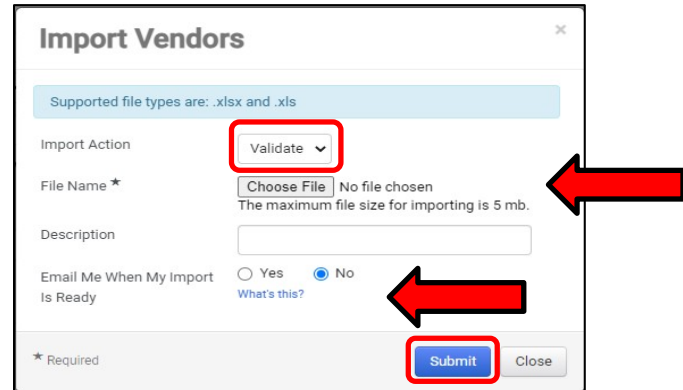 Import Vendors
×
Supported file types are: .xlsx and .xls
Import Action
Validate
File Name ★
Choose File No file chosen
The maximum file size for importing is 5 mb.
Description
Email Me When My Import
Is Ready
Yes No
What's this?
★ Required
Submit Close